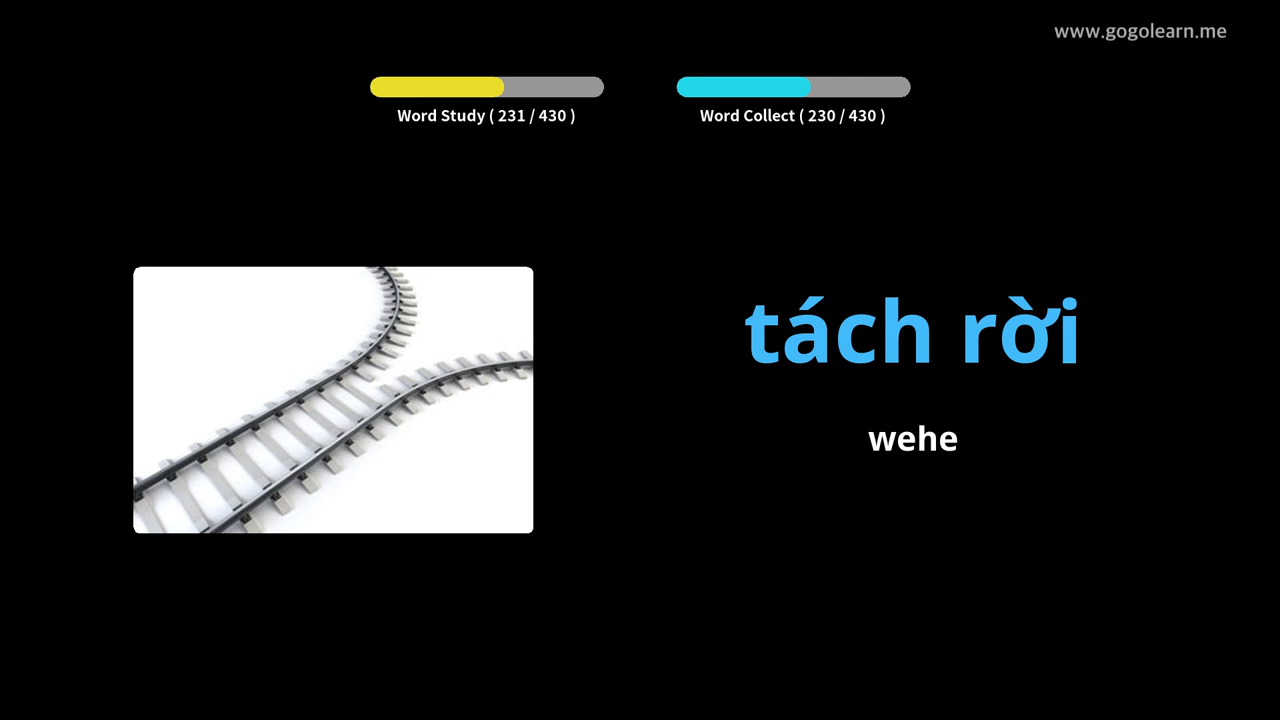 www.gogolearn.me
Word Study ( 231 / 430 )
Word Collect ( 230 / 430 )
tách rời
wehe